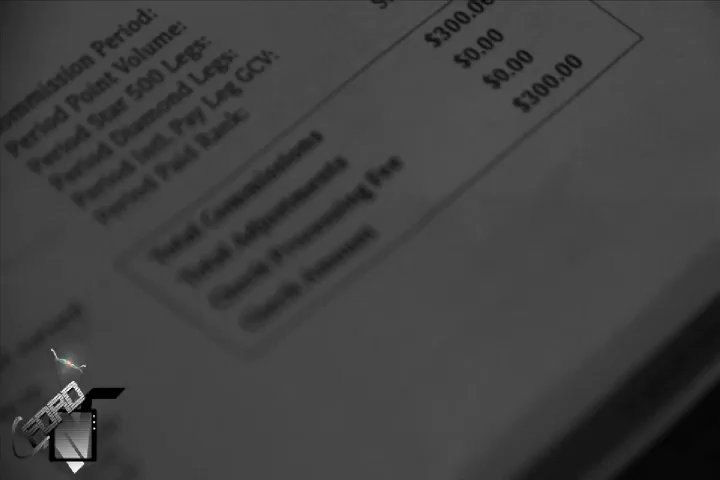 Commission Period:
Period Point Volume:
Period Star 500 Legs:
Period Diamond Legs:
Period Intl. Pay Leg GCV:
Period Paid Rank:
Total Commissions $300.00
Total Adjustments $0.00
Check Processing Fee $0.00
Check Amount $300.00